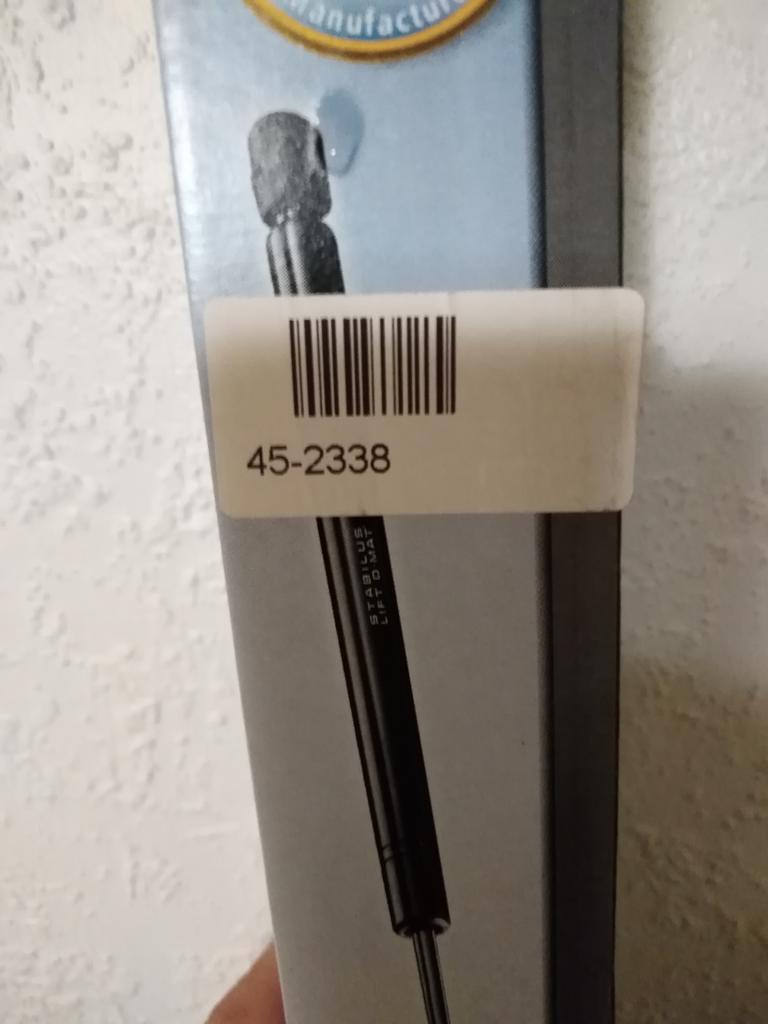 Manufacture
45-2338
STABILUS
LIFT O MAT